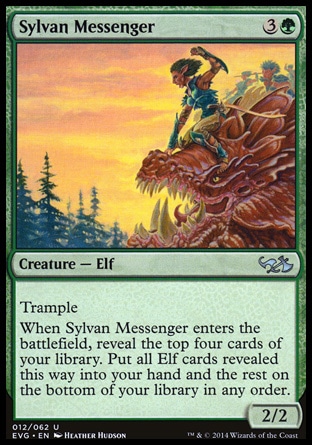 Sylvan Messenger 3
Creature — Elf
Trample
When Sylvan Messenger enters the
battlefield, reveal the top four cards of
your library. Put all Elf cards revealed
this way into your hand and the rest on
the bottom of your library in any order.
2/2
012/062 U
EVG • EN Heather Hudson
™ & © 2014 Wizards of the Coast